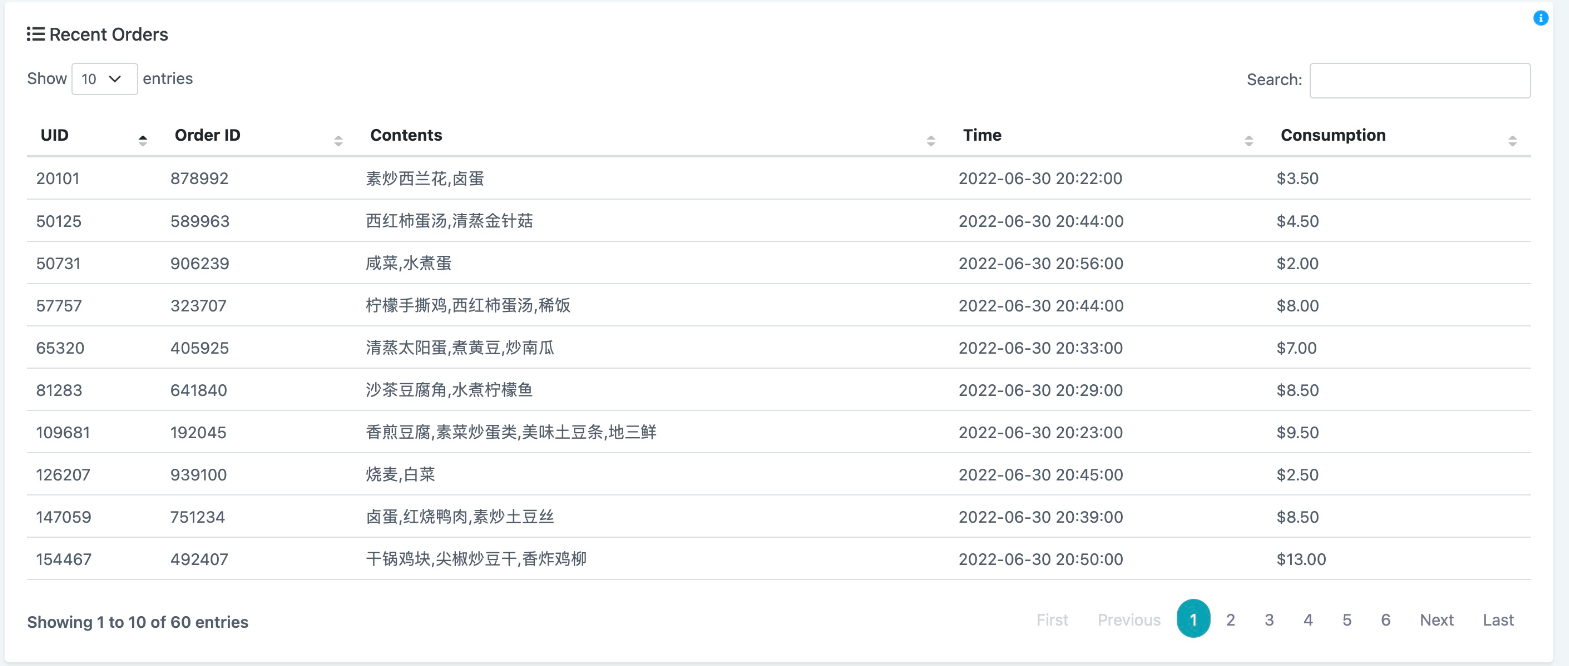 Recent Orders
Show 10 entries
Search:
UID Order ID Contents Time Consumption
20101 878992 素炒西兰花,卤蛋 2022-06-30 20:22:00 $3.50
50125 589963 西红柿蛋汤,清蒸金针菇 2022-06-30 20:44:00 $4.50
50731 906239 咸菜,水煮蛋 2022-06-30 20:56:00 $2.00
57757 323707 柠檬手撕鸡,西红柿蛋汤,稀饭 2022-06-30 20:44:00 $8.00
65320 405925 清蒸太阳蛋,煮黄豆,炒南瓜 2022-06-30 20:33:00 $7.00
81283 641840 沙茶豆腐角,水煮柠檬鱼 2022-06-30 20:29:00 $8.50
109681 192045 香煎豆腐,素菜炒蛋类,美味土豆条,地三鲜 2022-06-30 20:23:00 $9.50
126207 939100 烧麦,白菜 2022-06-30 20:45:00 $2.50
147059 751234 卤蛋,红烧鸭肉,素炒土豆丝 2022-06-30 20:39:00 $8.50
154467 492407 干锅鸡块,尖椒炒豆干,香炸鸡柳 2022-06-30 20:50:00 $13.00
Showing 1 to 10 of 60 entries
First Previous 1 2 3 4 5 6 Next Last